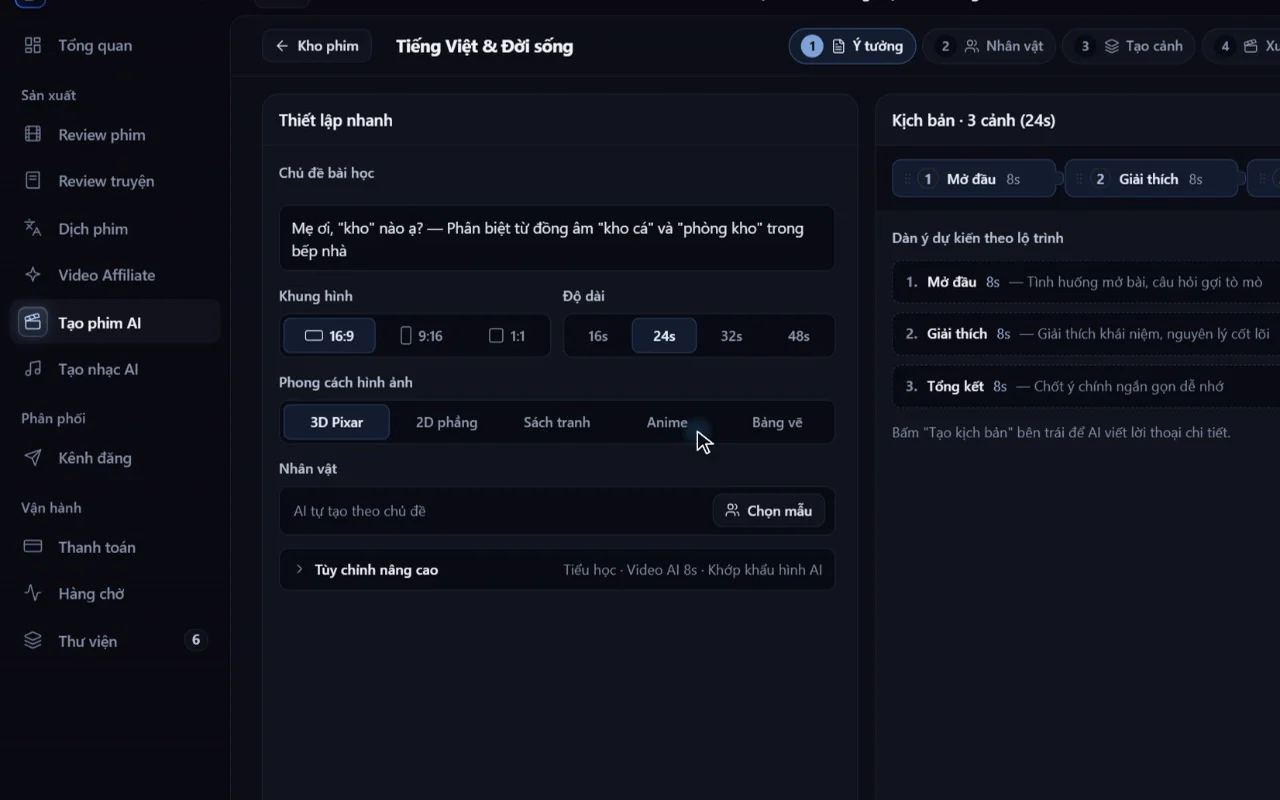 Tổng quan
Sản xuất
Review phim
Review truyện
Dịch phim
Video Affiliate
Tạo phim AI
Tạo nhạc AI
Phân phối
Kênh đăng
Vận hành
Thanh toán
Hàng chờ
Thư viện 6
Kho phim
Tiếng Việt & Đời sống
1 Ý tưởng
2 Nhân vật
3 Tạo cảnh
4
Thiết lập nhanh
Chủ đề bài học
Mẹ ơi, "kho" nào ạ? — Phân biệt từ đồng âm "kho cá" và "phòng kho" trong
bếp nhà
Khung hình
16:9 9:16 1:1
Độ dài
16s 24s 32s 48s
Phong cách hình ảnh
3D Pixar 2D phẳng Sách tranh Anime Bảng vẽ
Nhân vật
AI tự tạo theo chủ đề Chọn mẫu
Tùy chỉnh nâng cao Tiểu học · Video AI 8s · Khớp khẩu hình AI
Kịch bản · 3 cảnh (24s)
1 Mở đầu 8s
2 Giải thích 8s
Dàn ý dự kiến theo lộ trình
1. Mở đầu 8s — Tình huống mở bài, câu hỏi gợi tò mò
2. Giải thích 8s — Giải thích khái niệm, nguyên lý cốt lõi
3. Tổng kết 8s — Chốt ý chính ngắn gọn dễ nhớ
Bấm "Tạo kịch bản" bên trái để AI viết lời thoại chi tiết.